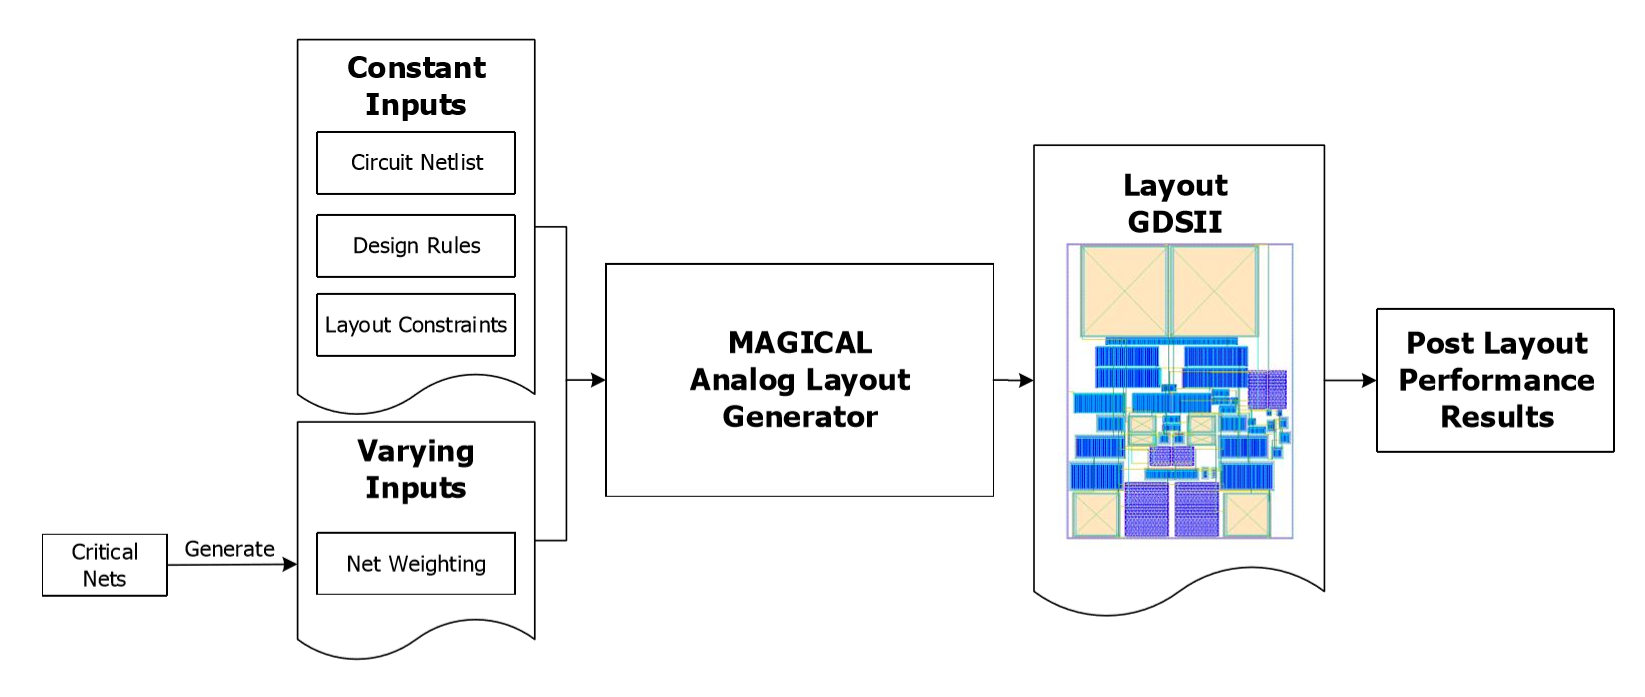 Constant
Inputs
Circuit Netlist
Design Rules
Layout Constraints
Varying
Inputs
Net Weighting
Critical
Nets
Generate
MAGICAL
Analog Layout
Generator
Layout
GDSII
Post Layout
Performance
Results